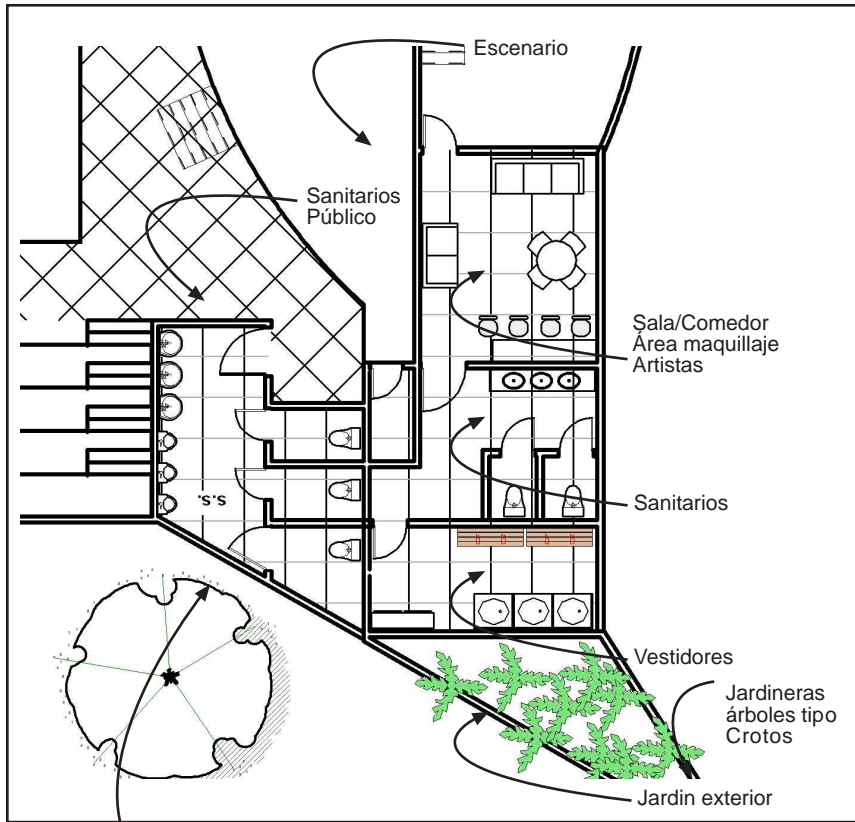 Escenario
Sanitarios
Público
Sala/Comedor
Área maquillaje
Artistas
S.S.
Sanitarios
Vestidores
Jardineras
árboles tipo
Crotos
Jardin exterior